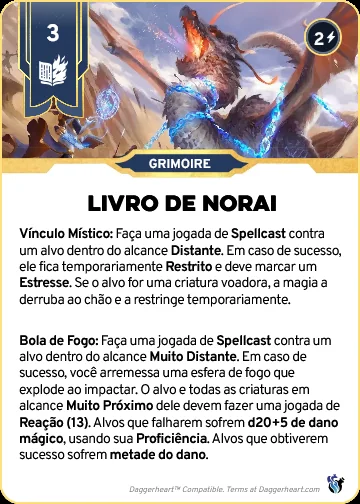 3
2
GRIMOIRE
LIVRO DE NORAI
Vínculo Místico: Faça uma jogada de Spellcast contra
um alvo dentro do alcance Distante. Em caso de sucesso,
ele fica temporariamente Restrito e deve marcar um
Estresse. Se o alvo for uma criatura voadora, a magia a
derruba ao chão e a restringe temporariamente.
Bola de Fogo: Faça uma jogada de Spellcast contra um
alvo dentro do alcance Muito Distante. Em caso de
sucesso, você arremessa uma esfera de fogo que
explode ao impactar. O alvo e todas as criaturas em
alcance Muito Próximo dele devem fazer uma jogada de
Reação (13). Alvos que falharem sofrem d20+5 de dano
mágico, usando sua Proficiência. Alvos que obtiverem
sucesso sofrem metade do dano.
Daggerheart™ Compatible. Terms at Daggerheart.com